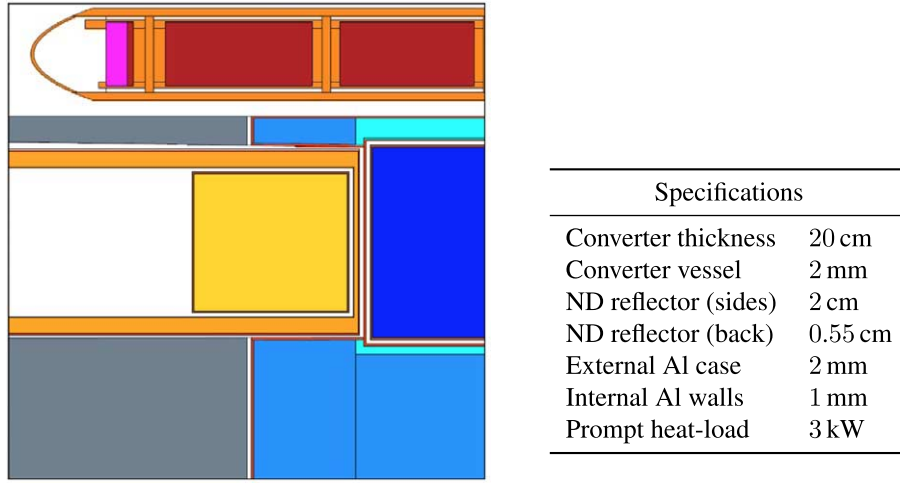 Specifications
Converter thickness 20 cm
Converter vessel 2 mm
ND reflector (sides) 2 cm
ND reflector (back) 0.55 cm
External Al case 2 mm
Internal Al walls 1 mm
Prompt heat-load 3 kW